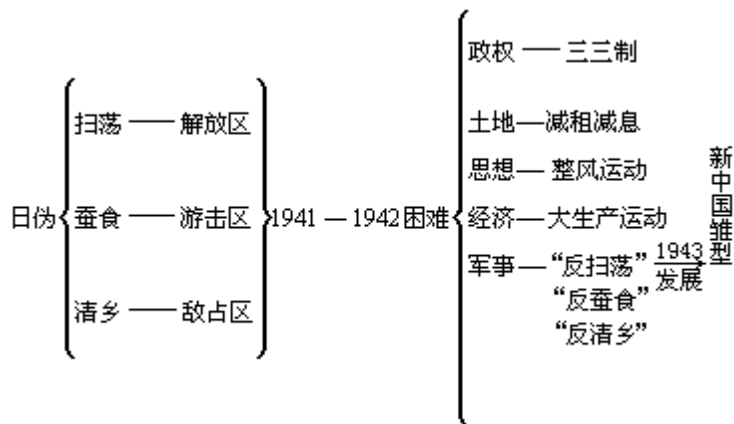 政权 — 三三制
扫荡 — 解放区
土地—减租减息
思想— 整风运动
日伪 蚕食 — 游击区 1941 — 1942困难 经济—大生产运动
军事—“反扫荡” 1943
发展
“反蚕食”
清乡 — 敌占区
“反清乡”
新中国雏型